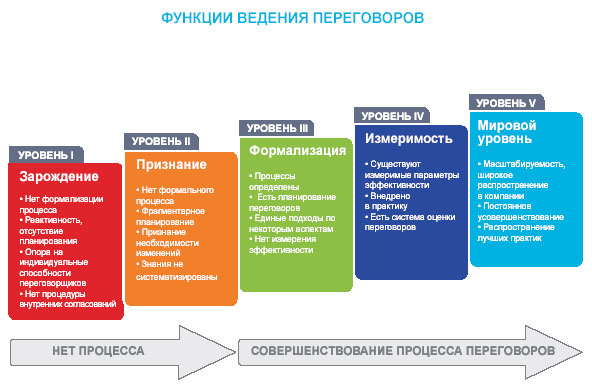 ФУНКЦИИ ВЕДЕНИЯ ПЕРЕГОВОРОВ
УРОВЕНЬ I
Зарождение
• Нет формализации
процесса
• Реактивность,
отсутствие
планирования
• Опора на
индивидуальные
способности
переговорщиков
• Нет процедуры
внутренних согласований
УРОВЕНЬ II
Признание
• Нет формального
процесса
• Фрагментарное
планирование
• Признание
необходимости
изменений
• Знания не
систематизированы
УРОВЕНЬ III
Формализация
• Процессы
определены
• Есть планирование
переговоров
• Единые подходы по
некоторым аспектам
• Нет измерения
эффективности
УРОВЕНЬ IV
Измеримость
• Существуют
измеримые параметры
эффективности
• Внедрено
в практику
• Есть система оценки
переговоров
УРОВЕНЬ V
Мировой
уровень
• Масштабируемость,
широкое
распространение
в компании
• Постоянное
усовершенствование
• Распространение
лучших практик
НЕТ ПРОЦЕССА
СОВЕРШЕНСТВОВАНИЕ ПРОЦЕССА ПЕРЕГОВОРОВ